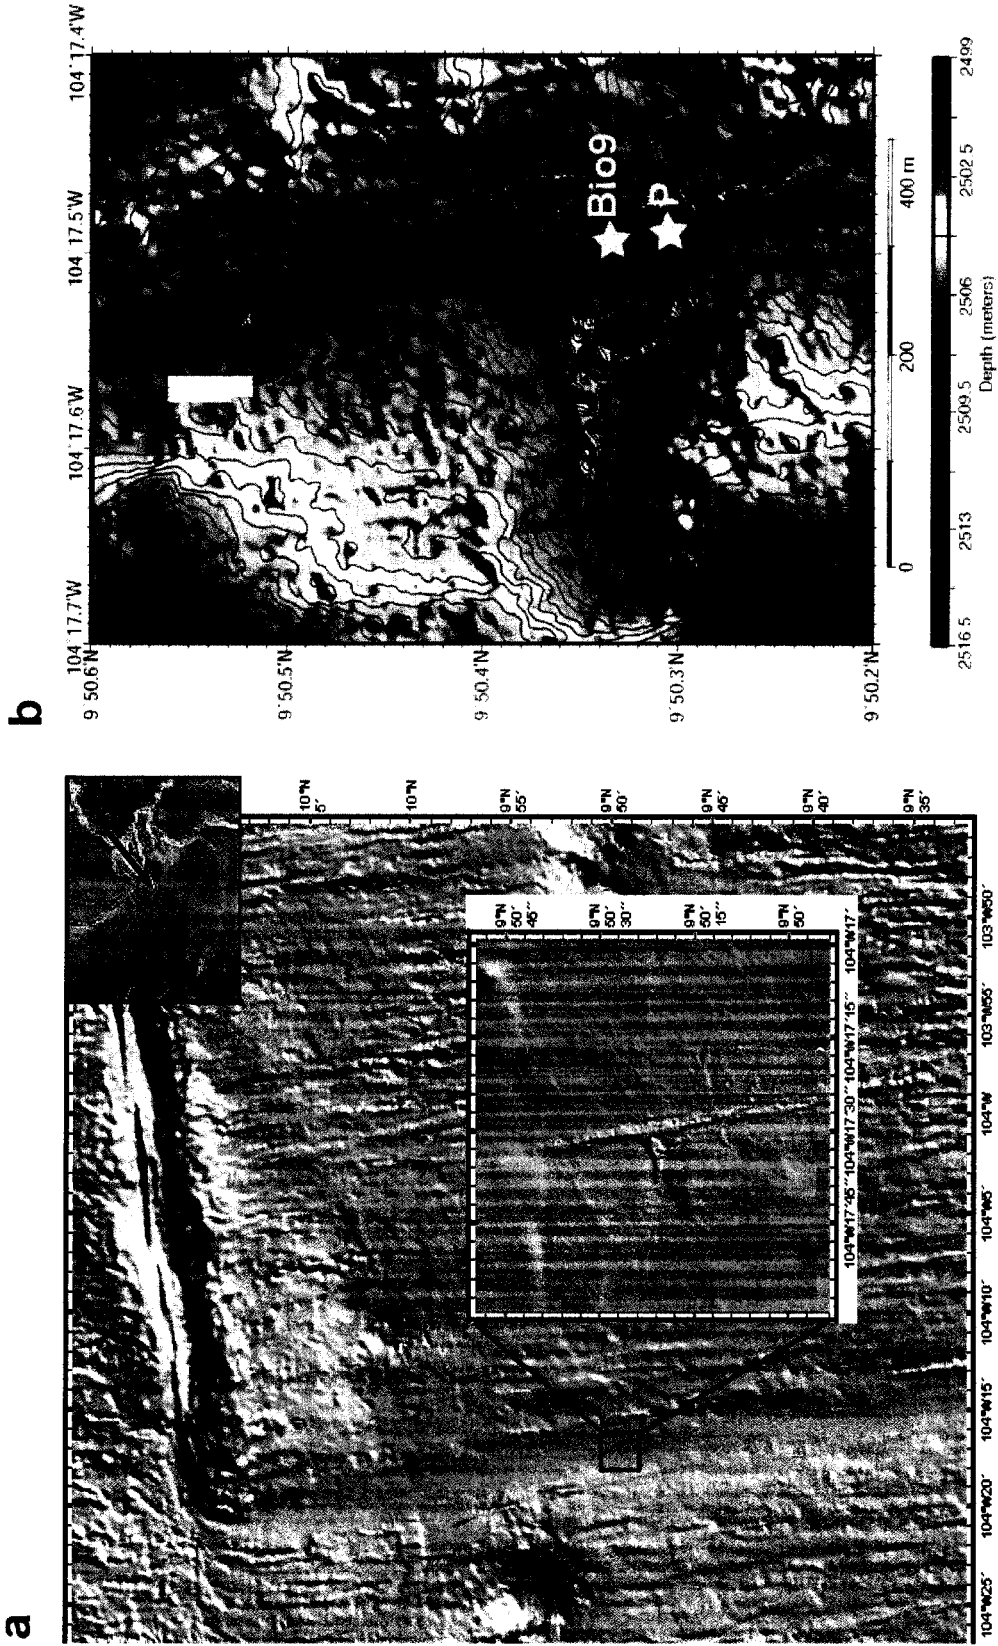 a
10°N 5´
10°N
9°N 55´
9°N 50´
9°N 45´
9°N 40´
9°N 35´
104°W25´
104°W20´
104°W15´
104°W10´
104°W5´
104°W
103°W55´
103°W50´
9°N 50´ 45´´
9°N 50´ 30´´
9°N 50´ 15´´
9°N 50´
104°W17´45´´
104°W17´30´´
104°W17´15´´
104°W17´
b
104°17.7'W
104°17.6'W
104°17.5'W
104°17.4'W
9°50.6'N
9°50.5'N
9°50.4'N
9°50.3'N
9°50.2'N
Bio9
P
0
200
400 m
2516.5
2513
2509.5
2506
2502.5
2499
Depth (meters)